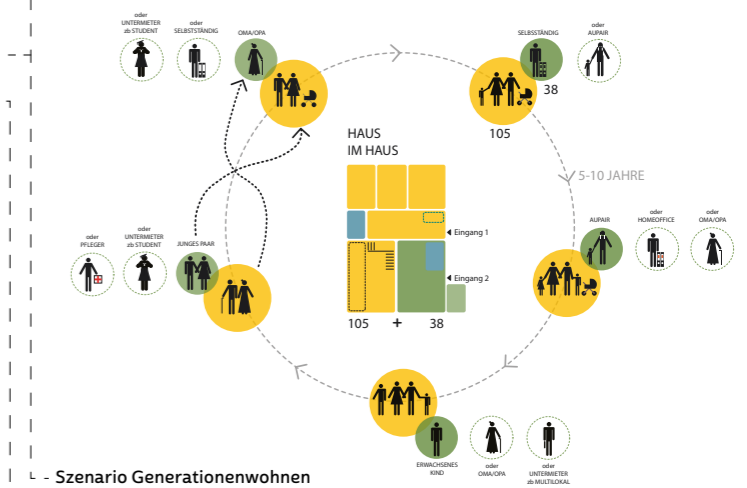 oder
UNTERMIETER
zb STUDENT
oder
SELBSTSTÄNDIG
OMA/OPA
SELBSSTÄNDIG
oder
AUPAIR
38
105
HAUS
IM HAUS
5-10 JAHRE
Eingang 1
Eingang 2
105 + 38
AUPAIR
oder
HOMEOFFICE
oder
OMA/OPA
oder
PFLEGER
oder
UNTERMIETER
zb STUDENT
JUNGES PAAR
ERWACHSENES
KIND
oder
OMA/OPA
oder
UNTERMIETER
zb MULTILOKAL
Szenario Generationenwohnen